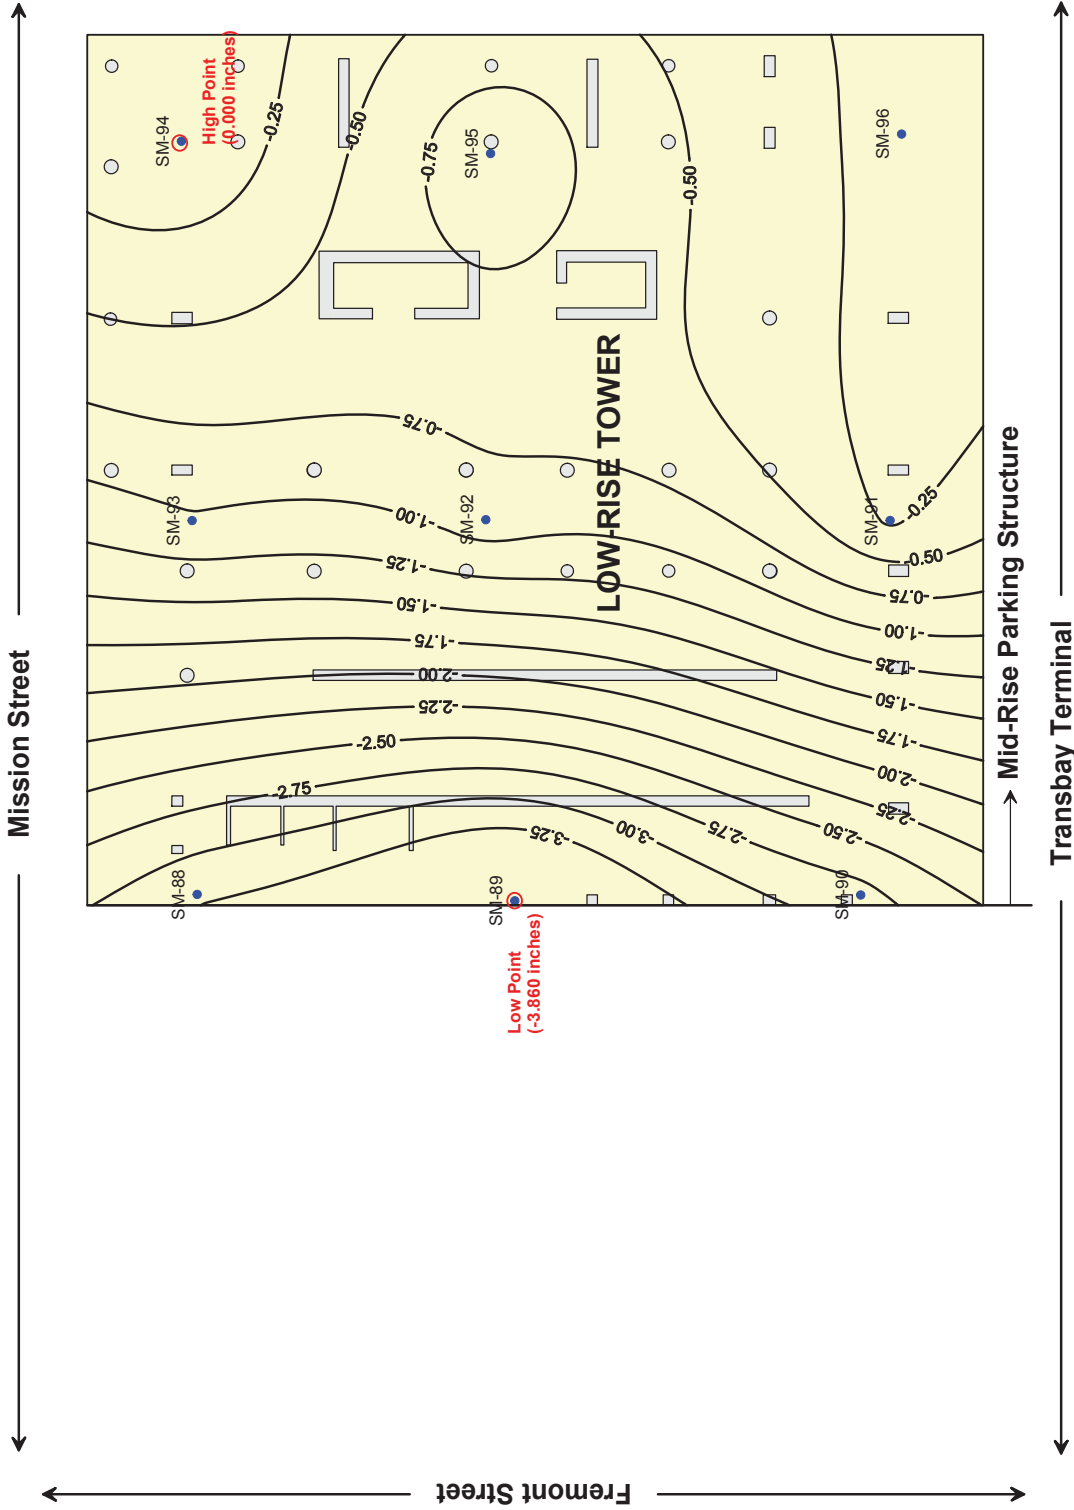 Mission Street
SM-94
High Point
(0.000 inches)
-0.25
-0.50
-0.75
SM-95
-0.50
SM-96
LOW-RISE TOWER
-0.75
SM-93
-1.00
SM-92
SM-91
-0.25
-0.50
-1.25
-0.75
-1.50
-1.00
-1.75
-1.25
-2.00
-1.50
-2.25
-1.75
-2.50
-2.00
-2.75
-2.25
-3.25
-3.00
-2.75
-2.50
SM-88
SM-89
SM-90
Low Point
(-3.860 inches)
Mid-Rise Parking Structure
Transbay Terminal
Fremont Street